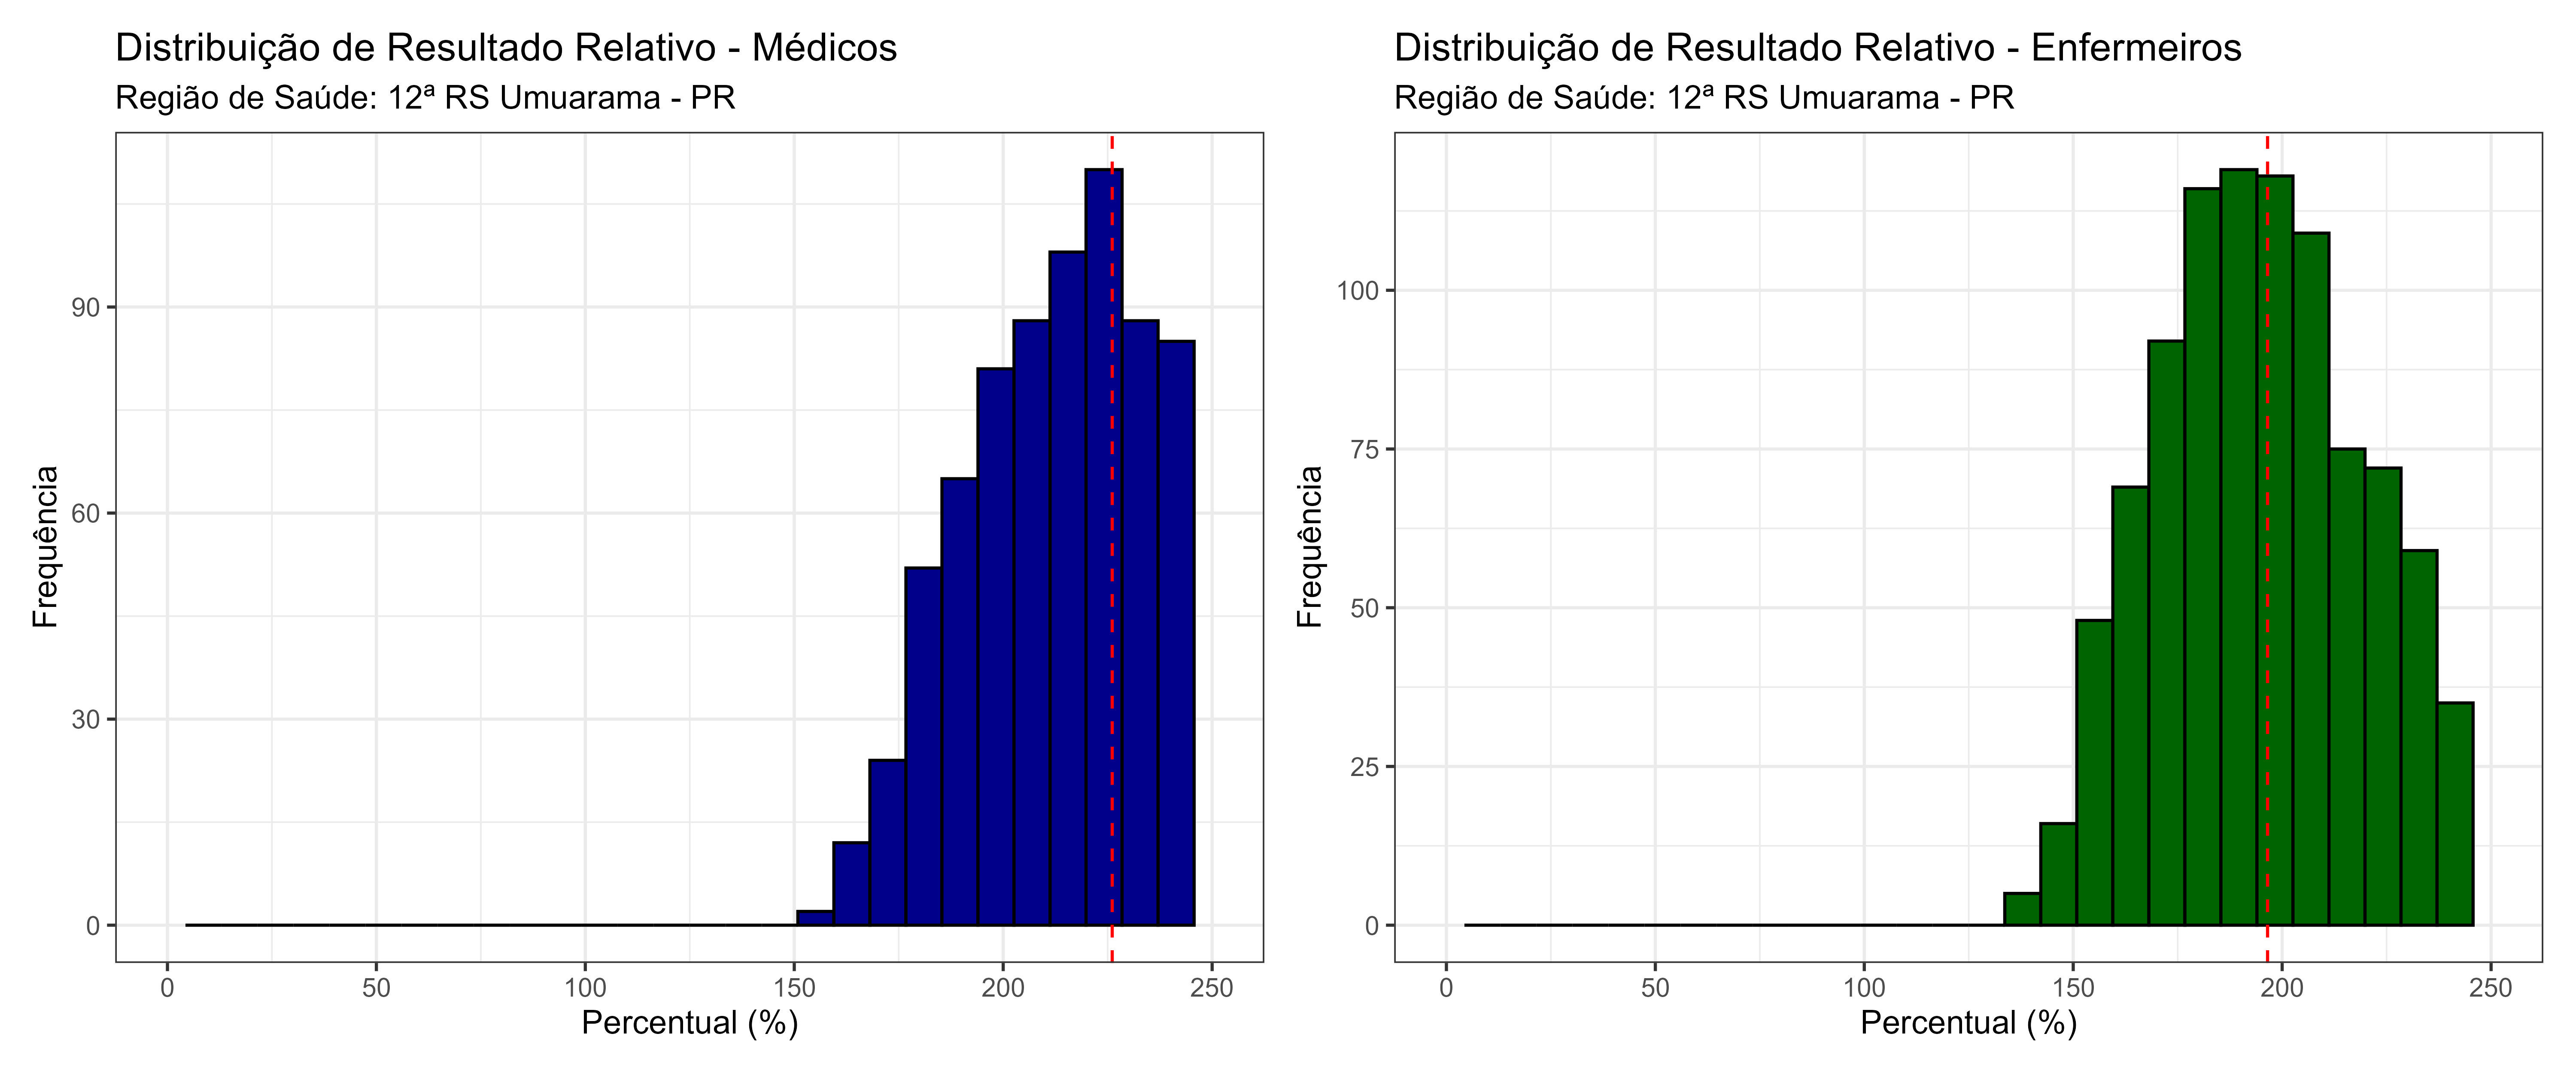 Distribuição de Resultado Relativo - Médicos
Região de Saúde: 12ª RS Umuarama - PR
Frequência
90
60
30
0
0 50 100 150 200 250
Percentual (%)
Distribuição de Resultado Relativo - Enfermeiros
Região de Saúde: 12ª RS Umuarama - PR
Frequência
100
75
50
25
0
0 50 100 150 200 250
Percentual (%)